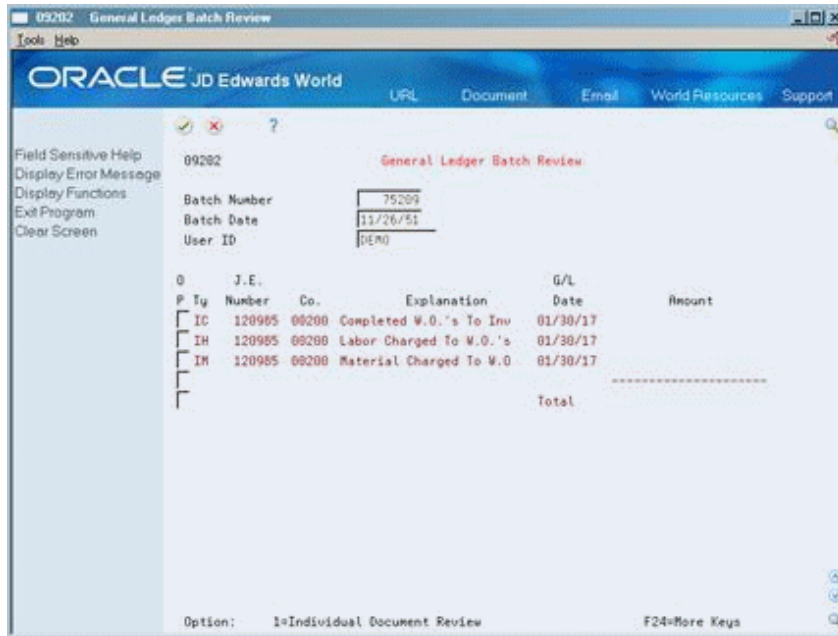 09202 General Ledger Batch Review
Tools Help
ORACLE JD Edwards World
URL Document Email World Resources Support
?
Field Sensitive Help
Display Error Message
Display Functions
Exit Program
Clear Screen
09202 General Ledger Batch Review
Batch Number 75209
Batch Date 11/26/51
User ID DEMO
O J.E. G/L
P Ty Number Co. Explanation Date Amount
IC 120985 00200 Completed W.O.'s To Inv 01/30/17
IH 120985 00200 Labor Charged To W.O.'s 01/30/17
IM 120985 00200 Material Charged To W.O 01/30/17
Total
Option: 1=Individual Document Review F24=More Keys